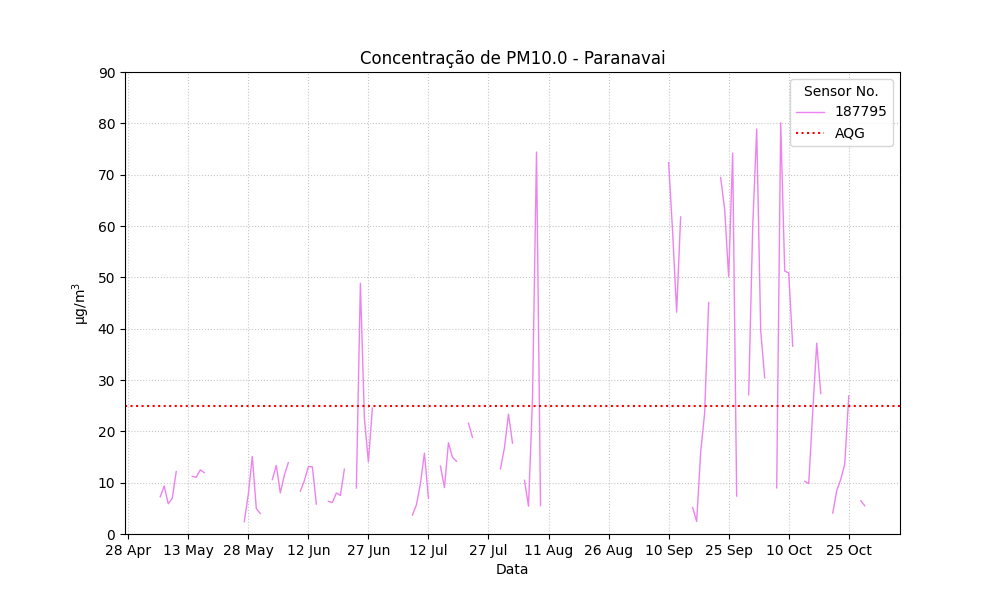 Concentração de PM10.0 - Paranavai
Sensor No.
187795
AQG
90
80
70
60
50
40
30
20
10
0
µg/m³
28 Apr 13 May 28 May 12 Jun 27 Jun 12 Jul 27 Jul 11 Aug 26 Aug 10 Sep 25 Sep 10 Oct 25 Oct
Data